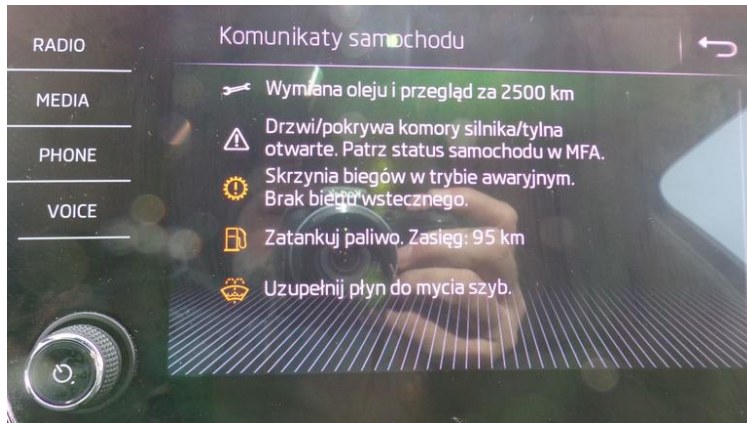 RADIO
MEDIA
PHONE
VOICE
Komunikaty samochodu
Wymiana oleju i przegląd za 2500 km
Drzwi/pokrywa komory silnika/tylna
otwarte. Patrz status samochodu w MFA.
Skrzynia biegów w trybie awaryjnym.
Brak biegu wstecznego.
Zatankuj paliwo. Zasięg: 95 km
Uzupełnij płyn do mycia szyb.